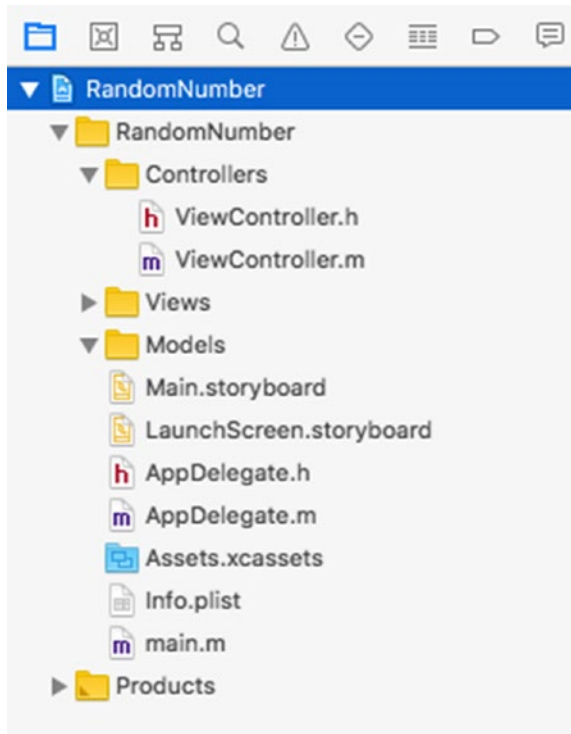 RandomNumber
RandomNumber
Controllers
h ViewController.h
m ViewController.m
Views
Models
Main.storyboard
LaunchScreen.storyboard
h AppDelegate.h
m AppDelegate.m
Assets.xcassets
Info.plist
m main.m
Products